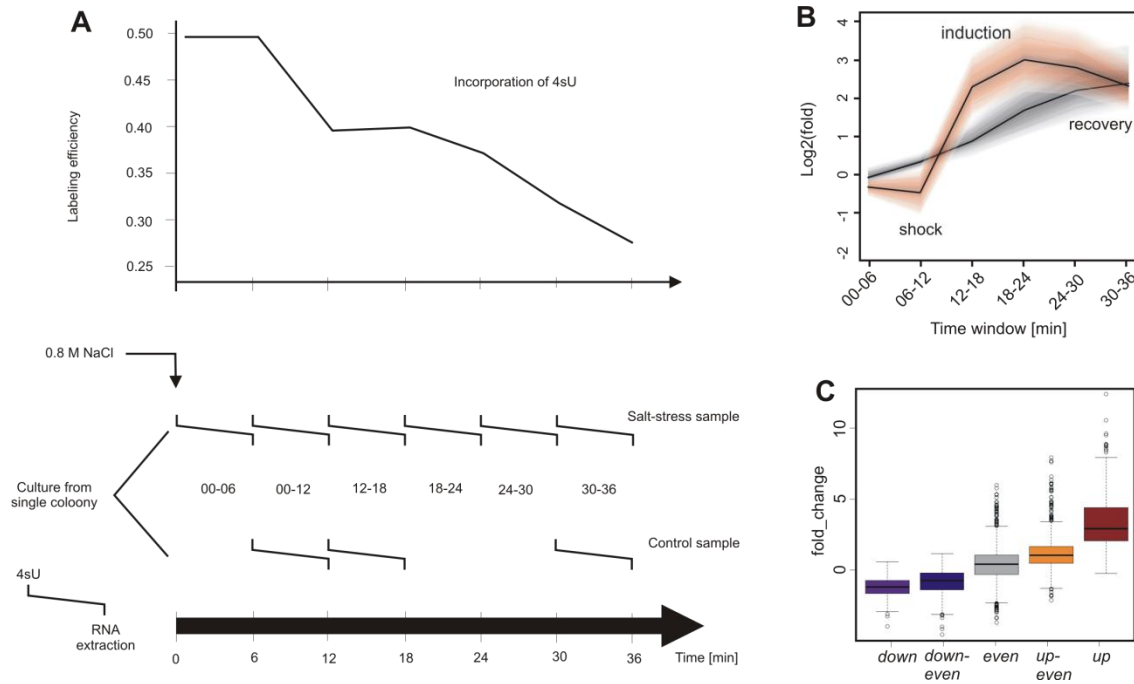 A
0.50
0.45
0.40
0.35
0.30
0.25
Labeling efficiency
Incorporation of 4sU
0.8 M NaCl
Salt-stress sample
Culture from
single coloony
00-06
00-12
12-18
18-24
24-30
30-36
Control sample
4sU
RNA
extraction
0
6
12
18
24
30
36
Time [min]
B
4
3
2
1
0
-1
-2
Log2(fold)
induction
recovery
shock
00-06
06-12
12-18
18-24
24-30
30-36
Time window [min]
C
10
5
0
fold_change
down
down-
even
even
up-
even
up